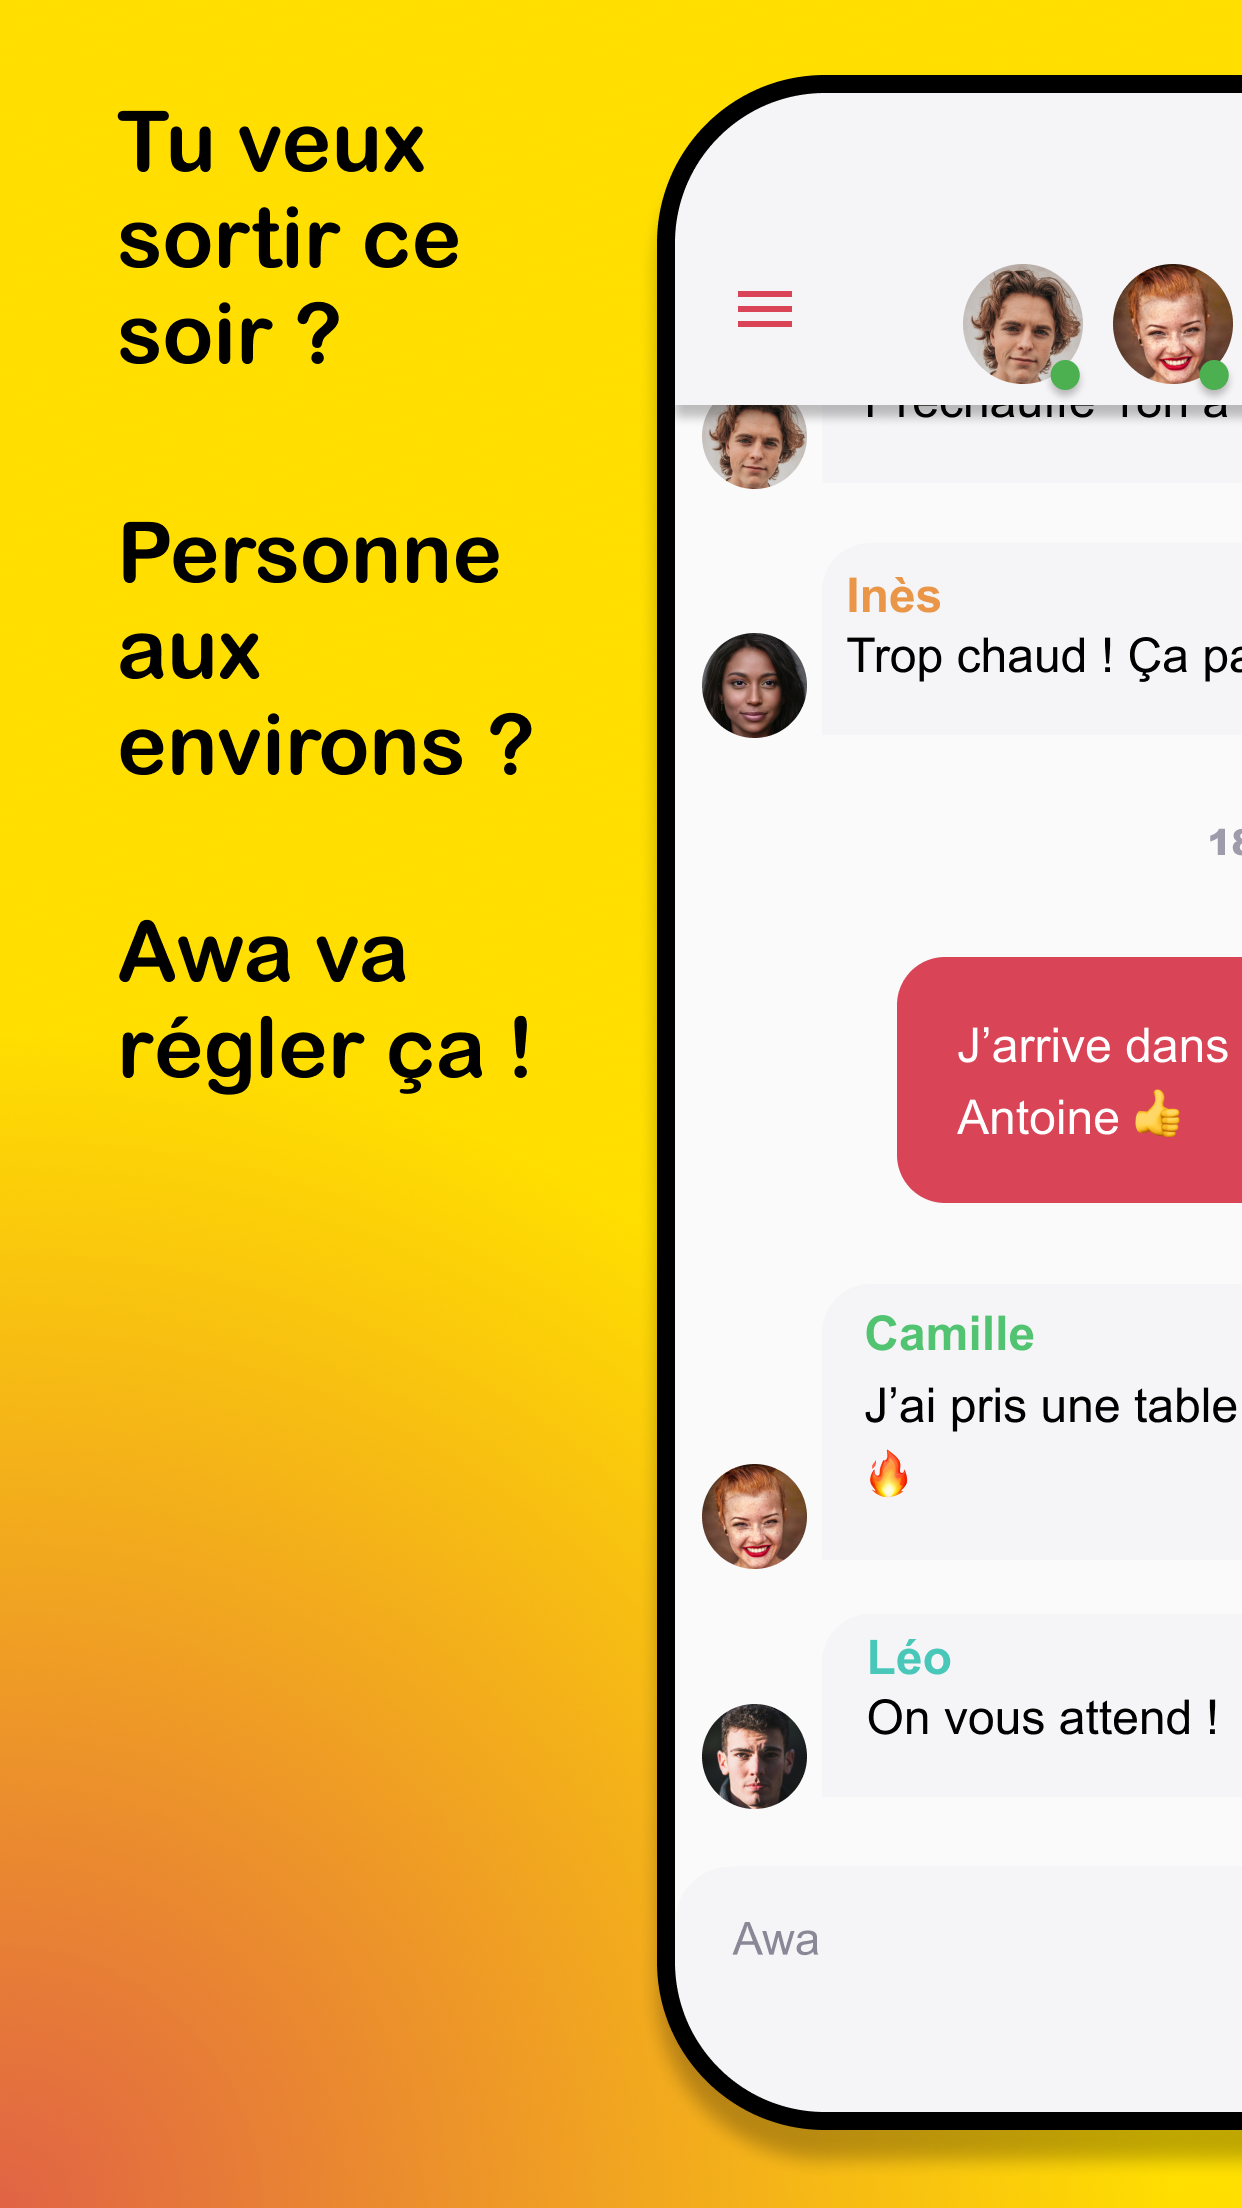 Tu veux
sortir ce
soir ?
Personne
aux
environs ?
Awa va
régler ça !
Inès
Trop chaud ! Ça pa
18
J’arrive dans
Antoine 👍
Camille
J’ai pris une table
🔥
Léo
On vous attend !
Awa